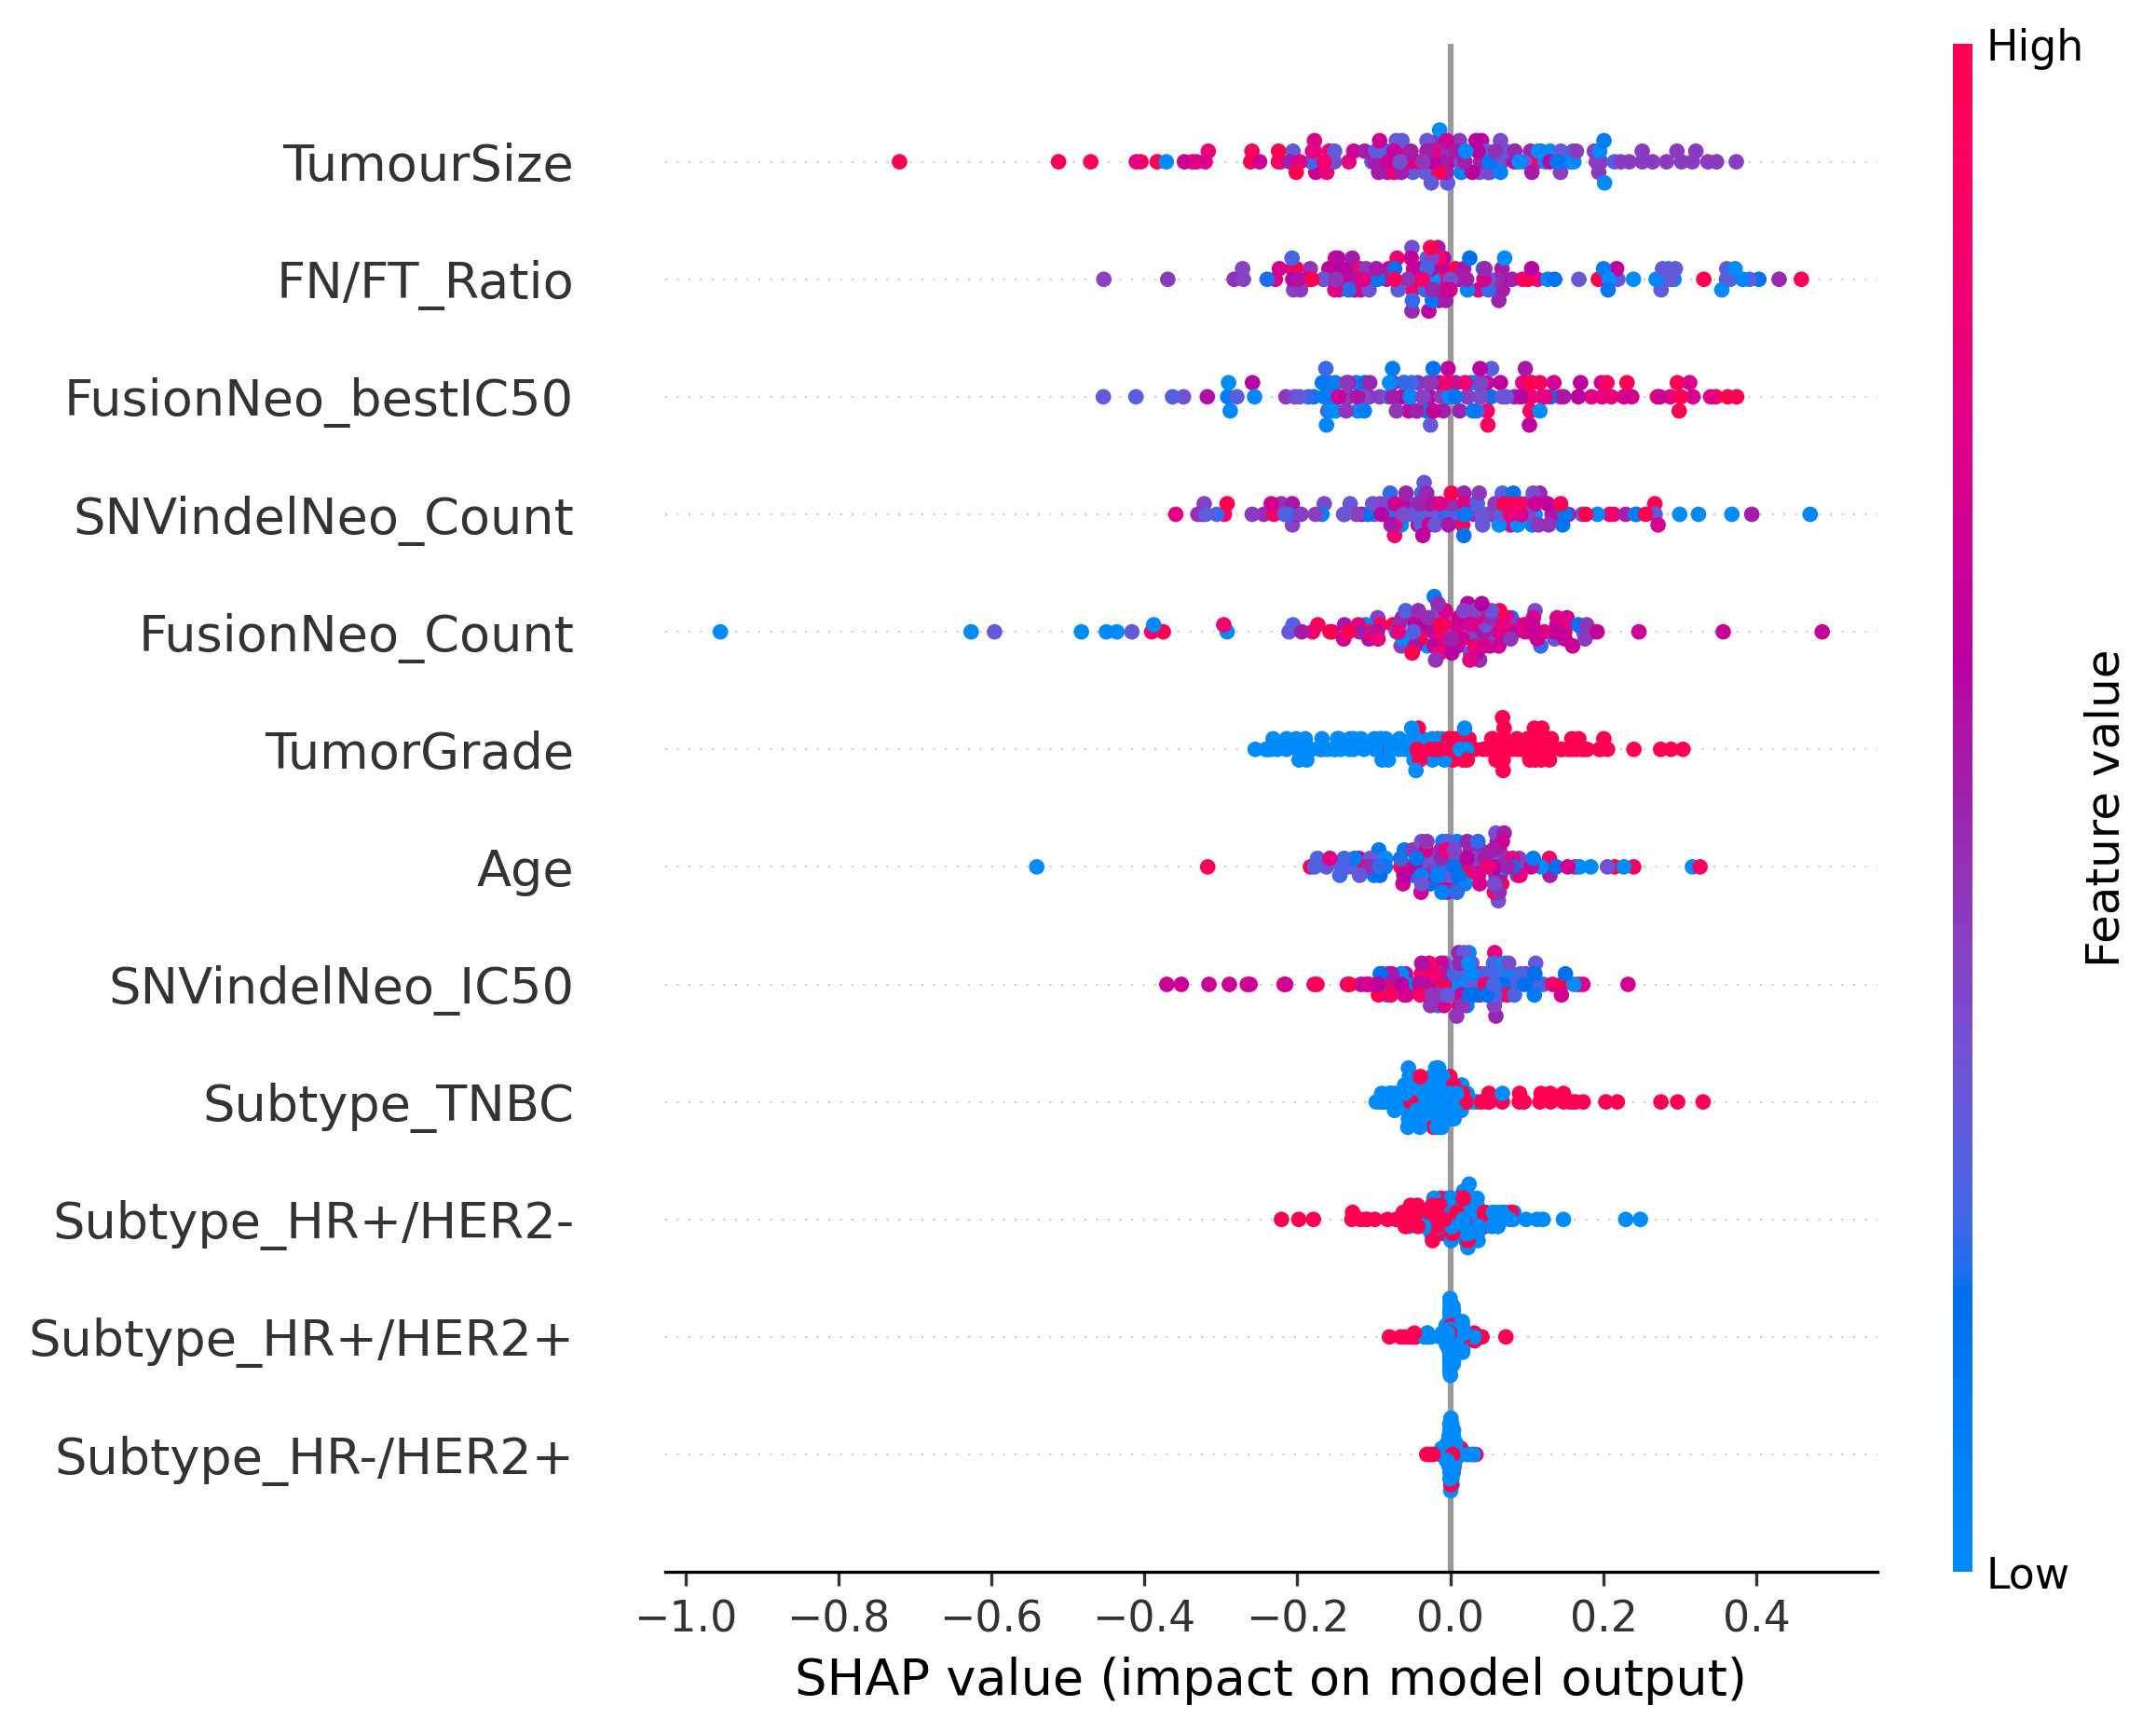 High
TumourSize
FN/FT_Ratio
FusionNeo_bestIC50
SNVindelNeo_Count
FusionNeo_Count
TumorGrade
Age
SNVindelNeo_IC50
Subtype_TNBC
Subtype_HR+/HER2-
Subtype_HR+/HER2+
Subtype_HR-/HER2+
Feature value
Low
−1.0 −0.8 −0.6 −0.4 −0.2 0.0 0.2 0.4
SHAP value (impact on model output)